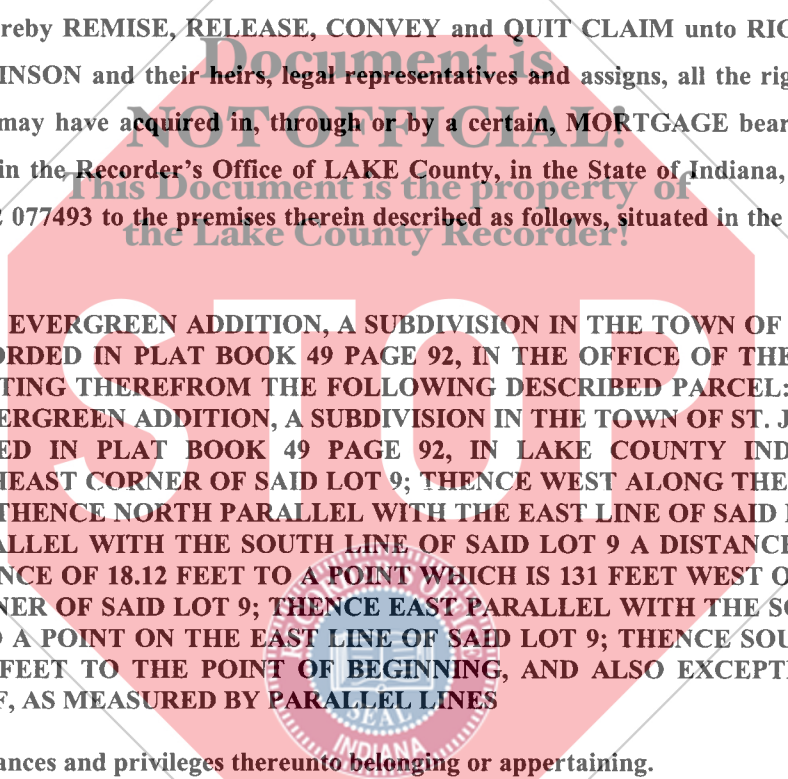 reby REMISE, RELEASE, CONVEY and QUIT CLAIM unto RIC
INSON and their heirs, legal representatives and assigns, all the rig
may have acquired in, through or by a certain, MORTGAGE bear
in the Recorder's Office of LAKE County, in the State of Indiana,
077493 to the premises therein described as follows, situated in the
Document is
NOT OFFICIAL!
This Document is the property of
the Lake County Recorder!
STOP
EVERGREEN ADDITION, A SUBDIVISION IN THE TOWN OF
ORDED IN PLAT BOOK 49 PAGE 92, IN THE OFFICE OF THE
TING THEREFROM THE FOLLOWING DESCRIBED PARCEL:
ERGREEN ADDITION, A SUBDIVISION IN THE TOWN OF ST. J
ED IN PLAT BOOK 49 PAGE 92, IN LAKE COUNTY IND
HEAST CORNER OF SAID LOT 9; THENCE WEST ALONG THE
THENCE NORTH PARALLEL WITH THE EAST LINE OF SAID
ALLEL WITH THE SOUTH LINE OF SAID LOT 9 A DISTANCE
NCE OF 18.12 FEET TO A POINT WHICH IS 131 FEET WEST O
NER OF SAID LOT 9; THENCE EAST PARALLEL WITH THE SO
A POINT ON THE EAST LINE OF SAID LOT 9; THENCE SOU
FEET TO THE POINT OF BEGINNING, AND ALSO EXCEPTI
F, AS MEASURED BY PARALLEL LINES
RECORDER'S OFFICE
SEAL
INDIANA
ances and privileges thereunto belonging or appertaining.